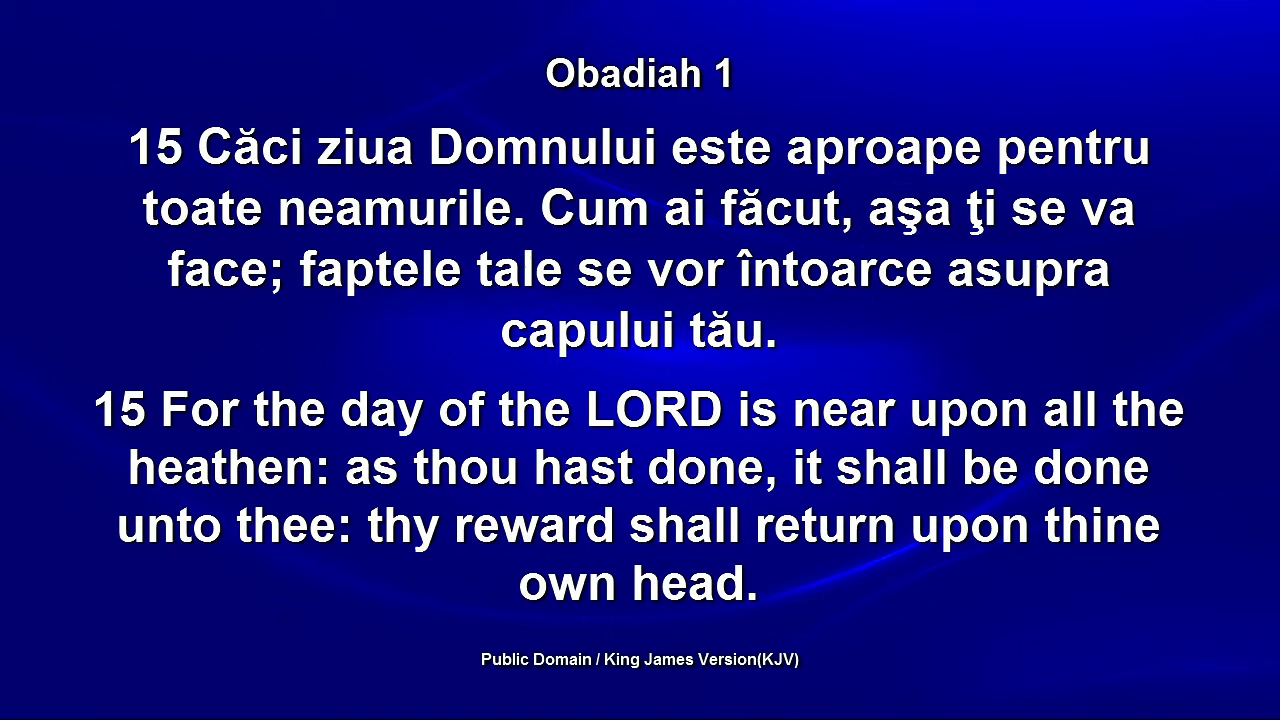 Obadiah 1
15 Căci ziua Domnului este aproape pentru
toate neamurile. Cum ai făcut, aşa ţi se va
face; faptele tale se vor întoarce asupra
capului tău.
15 For the day of the LORD is near upon all the
heathen: as thou hast done, it shall be done
unto thee: thy reward shall return upon thine
own head.
Public Domain / King James Version(KJV)